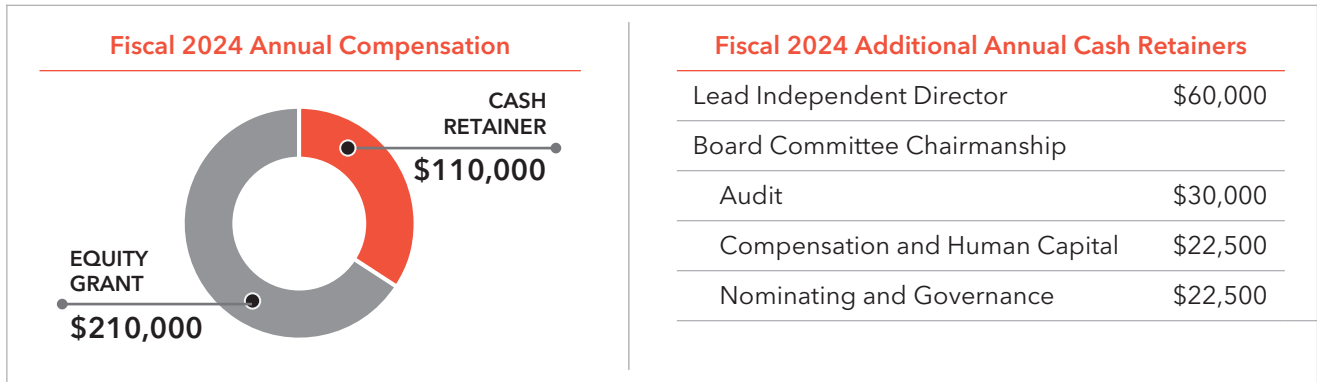 Fiscal 2024 Annual Compensation
CASH
RETAINER
$110,000
EQUITY
GRANT
$210,000
Fiscal 2024 Additional Annual Cash Retainers
Lead Independent Director $60,000
Board Committee Chairmanship
Audit $30,000
Compensation and Human Capital $22,500
Nominating and Governance $22,500